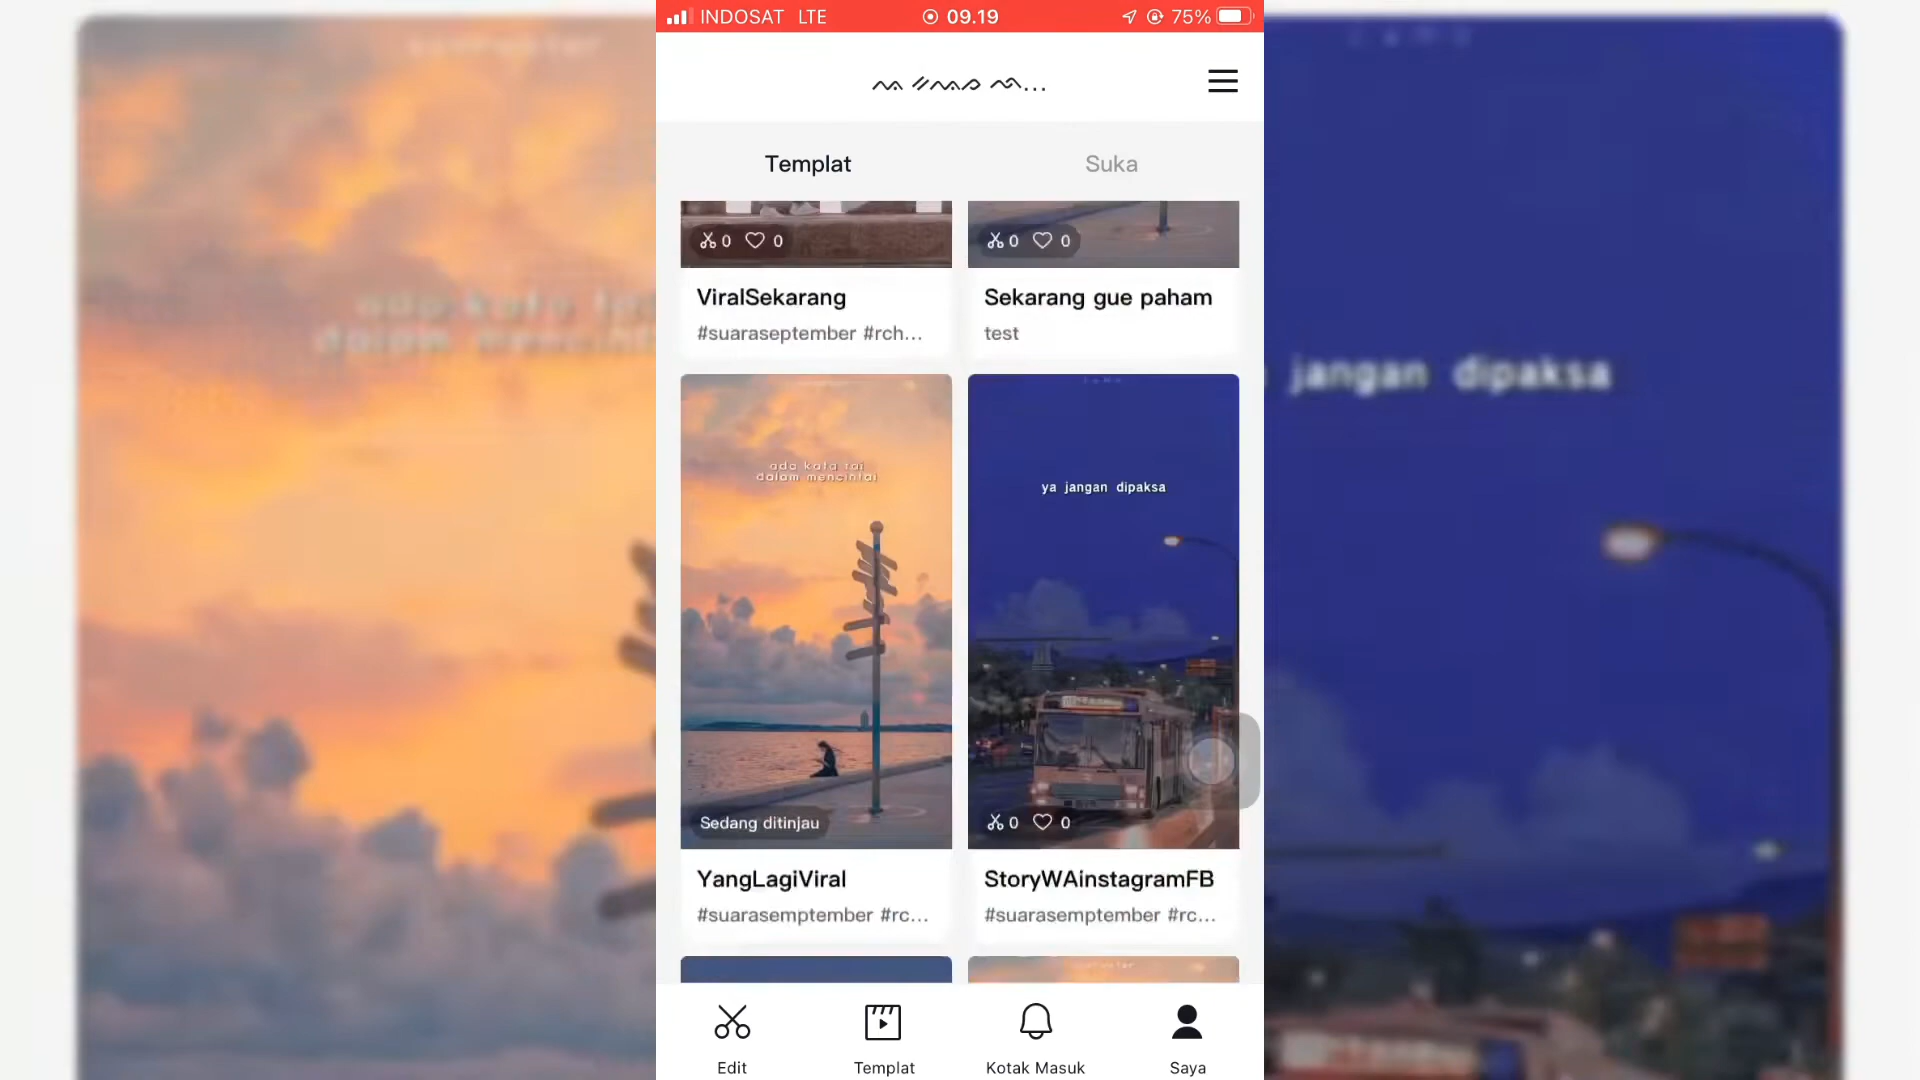 INDOSAT LTE 09.19 75%
Templat Suka
0 0 0 0
ViralSekarang
#suaraseptember #rch...
Sekarang gue paham
test
ada kata tai
dalam mencintai
ya jangan dipaksa
jangan dipaksa
Sedang ditinjau
0 0
YangLagiViral
#suarasemptember #rc...
StoryWAinstagramFB
#suarasemptember #rc...
Edit Templat Kotak Masuk Saya